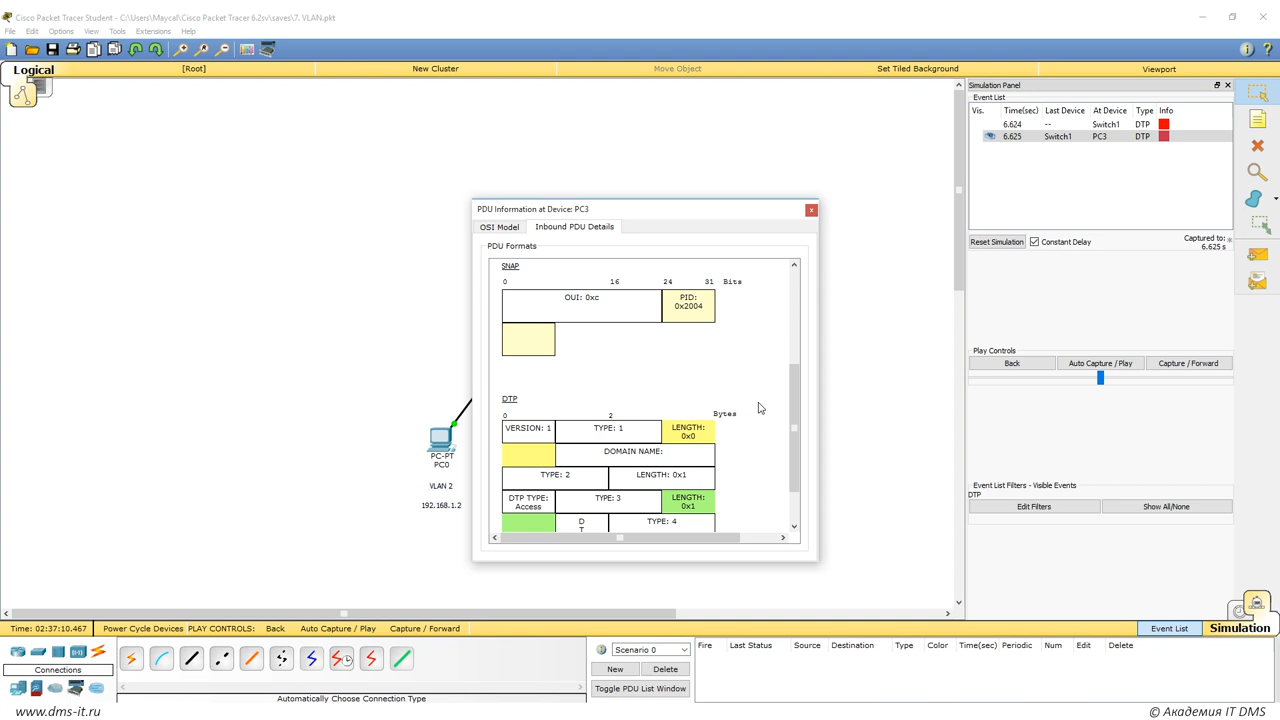 Cisco Packet Tracer Student - C:\Users\Maycal\Cisco Packet Tracer 6.2sv\saves\7. VLAN.pkt
File Edit Options View Tools Extensions Help
Logical [Root] New Cluster Move Object Set Tiled Background Viewport
Simulation Panel
Event List
Vis. Time(sec) Last Device At Device Type Info
6.624 -- Switch1 DTP
6.625 Switch1 PC3 DTP
Reset Simulation Constant Delay Captured to:
6.625 s
Play Controls
Back Auto Capture / Play Capture / Forward
Event List Filters - Visible Events
DTP
Edit Filters Show All/None
PDU Information at Device: PC3
OSI Model Inbound PDU Details
PDU Formats
SNAP
0 16 24 31 Bits
OUI: 0xc PID:
0x2004
DTP
0 2 Bytes
VERSION: 1 TYPE: 1 LENGTH:
0x0
DOMAIN NAME:
TYPE: 2 LENGTH: 0x1
DTP TYPE:
Access TYPE: 3 LENGTH:
0x1
D
T TYPE: 4
PC-PT
PC0
VLAN 2
192.168.1.2
Time: 02:37:10.467 Power Cycle Devices PLAY CONTROLS: Back Auto Capture / Play Capture / Forward Event List Simulation
Connections
Automatically Choose Connection Type
Scenario 0
New Delete
Toggle PDU List Window
Fire Last Status Source Destination Type Color Time(sec) Periodic Num Edit Delete
www.dms-it.ru © Академия IT DMS